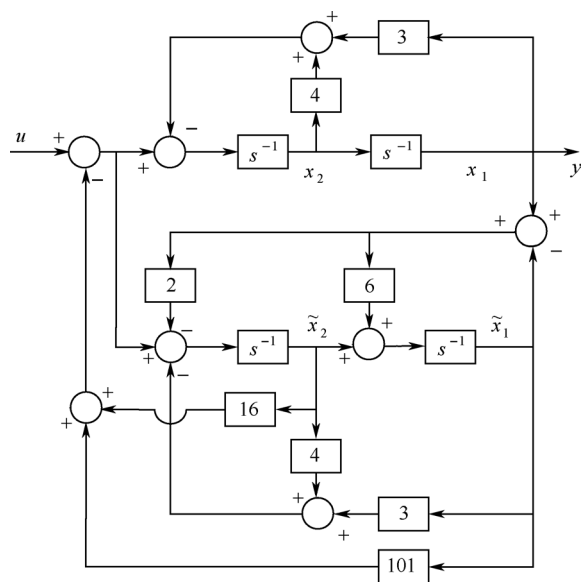 +
+ 3
4
u + − s⁻¹ s⁻¹
− + x₂ x₁ y
+ + −
2 6
− x̃₂ + x̃₁
+ s⁻¹ + s⁻¹
−
+ 16
+
4
+
3
+
101